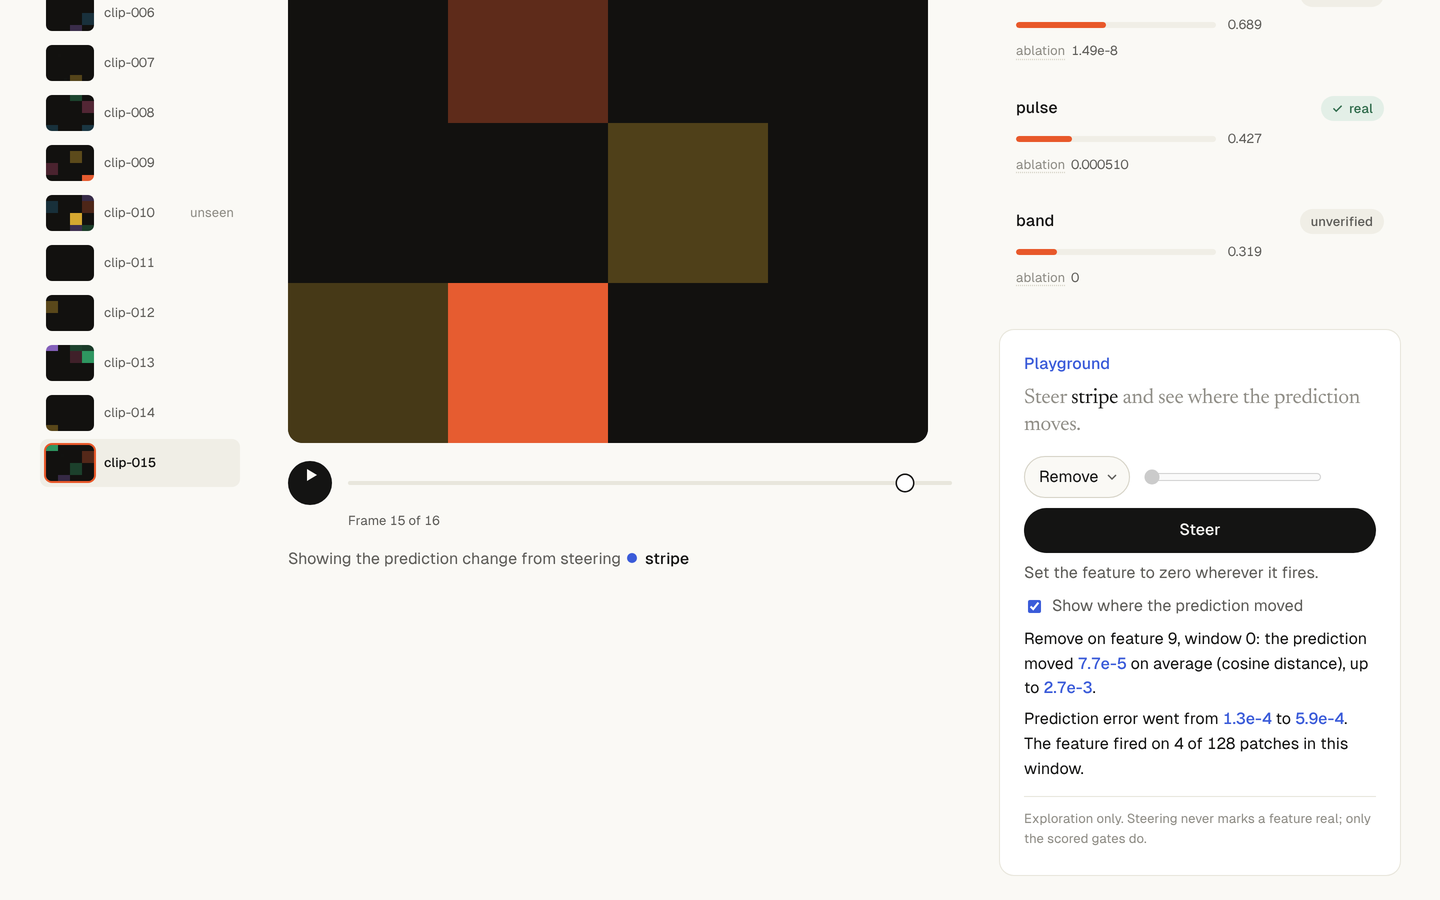 clip-006
clip-007
clip-008
clip-009
clip-010 unseen
clip-011
clip-012
clip-013
clip-014
clip-015
Frame 15 of 16
Showing the prediction change from steering stripe
0.689
ablation 1.49e-8
pulse ✓ real
0.427
ablation 0.000510
band unverified
0.319
ablation 0
Playground
Steer stripe and see where the prediction
moves.
Remove
Steer
Set the feature to zero wherever it fires.
Show where the prediction moved
Remove on feature 9, window 0: the prediction
moved 7.7e-5 on average (cosine distance), up
to 2.7e-3.
Prediction error went from 1.3e-4 to 5.9e-4.
The feature fired on 4 of 128 patches in this
window.
Exploration only. Steering never marks a feature real; only
the scored gates do.